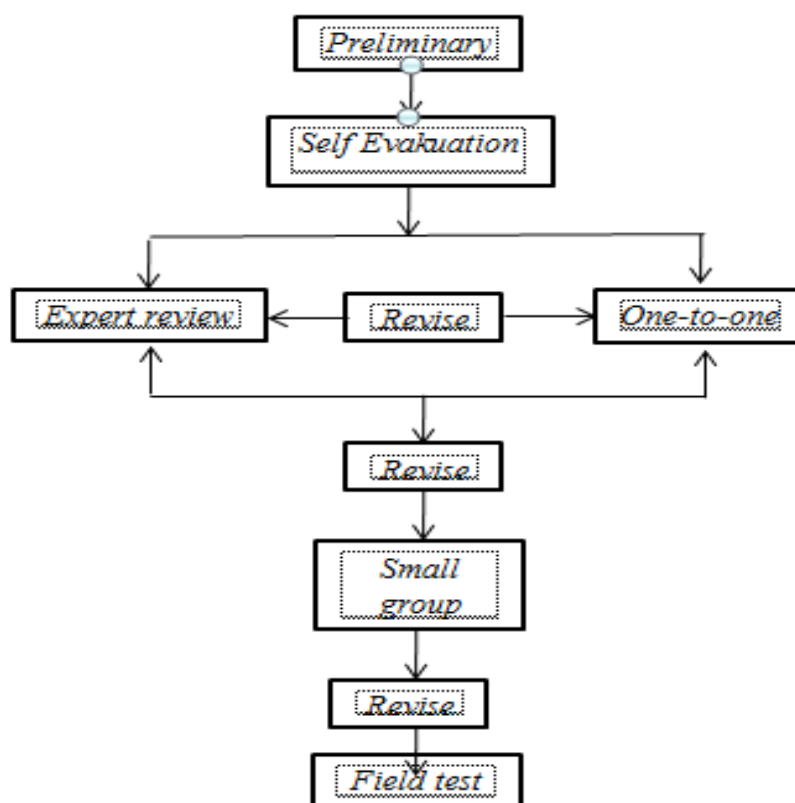 Preliminary
Self Evakuation
Expert review
Revise
One-to-one
Revise
Small
group
Revise
Field test